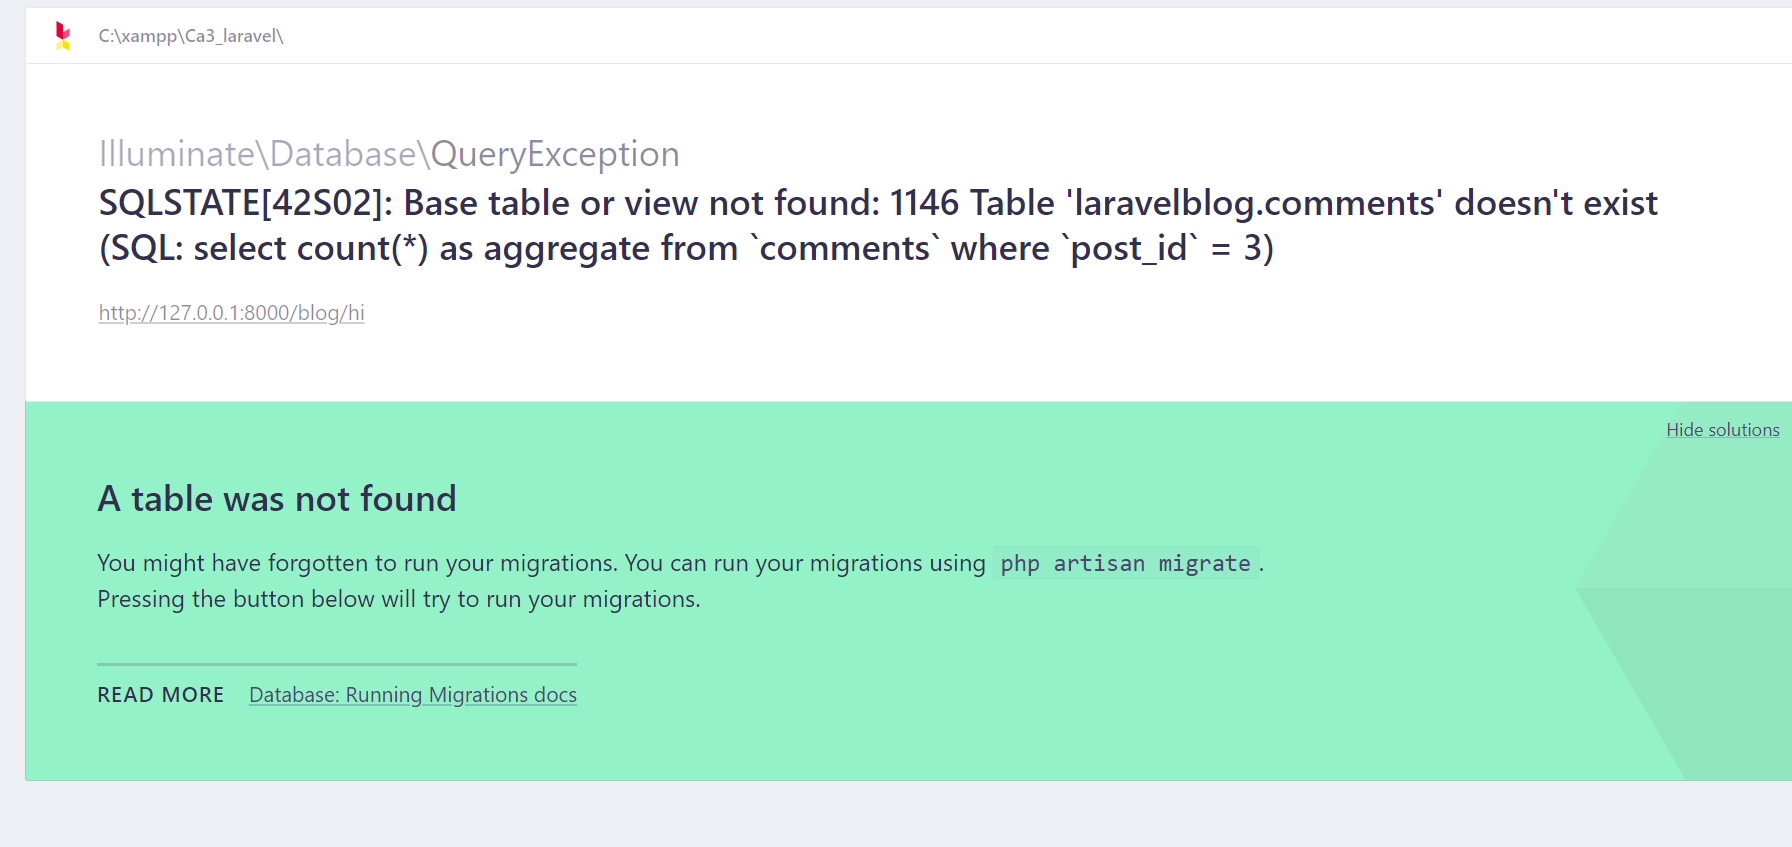 C:\xampp\Ca3_laravel\
Illuminate\Database\QueryException
SQLSTATE[42S02]: Base table or view not found: 1146 Table 'laravelblog.comments' doesn't exist
(SQL: select count(*) as aggregate from `comments` where `post_id` = 3)
http://127.0.0.1:8000/blog/hi
Hide solutions
A table was not found
You might have forgotten to run your migrations. You can run your migrations using php artisan migrate.
Pressing the button below will try to run your migrations.
READ MORE Database: Running Migrations docs